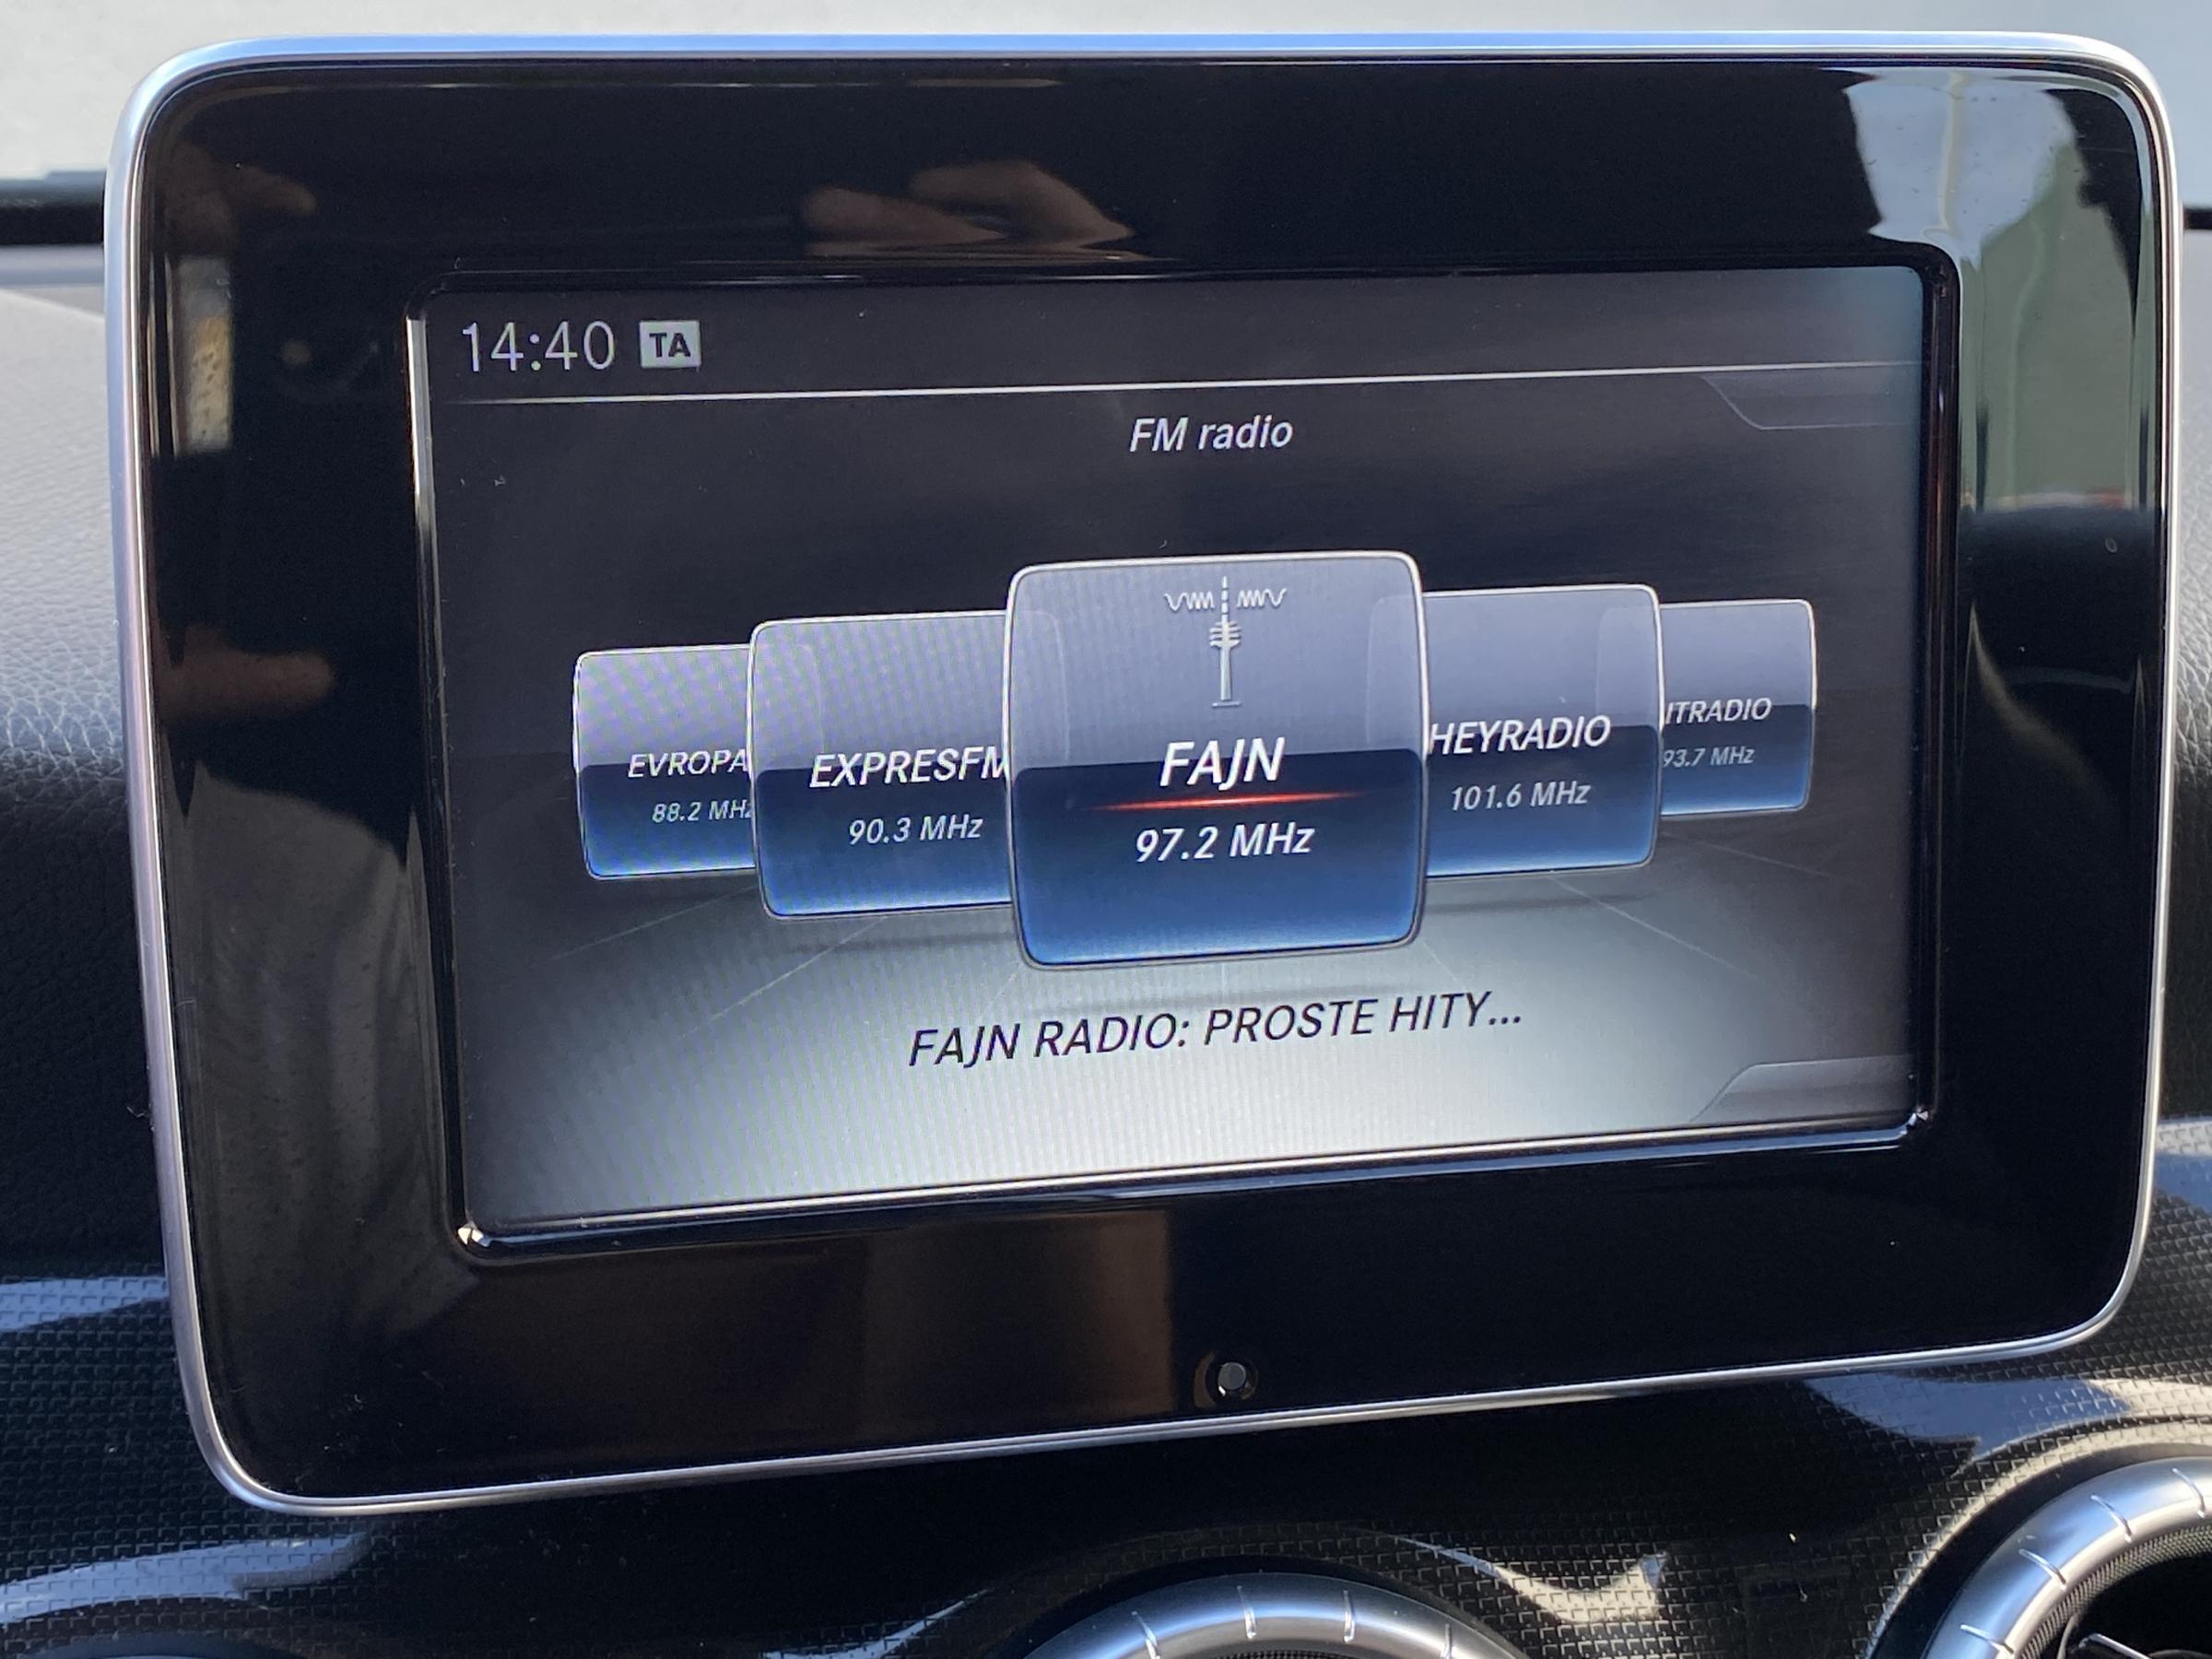 14:40 TA
FM radio
EVROPA
88.2 MHz
EXPRESFM
90.3 MHz
FAJN
97.2 MHz
HEYRADIO
101.6 MHz
ITRADIO
93.7 MHz
FAJN RADIO: PROSTE HITY...